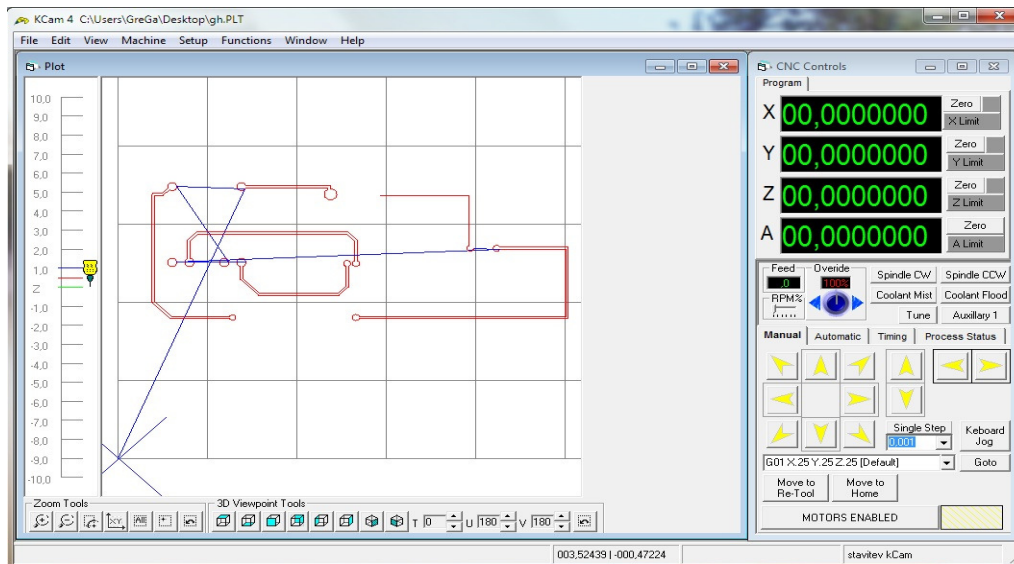 KCam 4 C:\Users\GreGa\Desktop\gh.PLT
File Edit View Machine Setup Functions Window Help
Plot
10,0
9,0
8,0
7,0
6,0
5,0
4,0
3,0
2,0
1,0
Z
-1,0
-2,0
-3,0
-4,0
-5,0
-6,0
-7,0
-8,0
-9,0
-10,0
Zoom Tools
XY
3D Viewpoint Tools
T 0 U 180 V 180
CNC Controls
Program
X 00,0000000 Zero
X Limit
Y 00,0000000 Zero
Y Limit
Z 00,0000000 Zero
Z Limit
A 00,0000000 Zero
A Limit
Feed Overide
.0 100%
RPM%
Spindle CW Spindle CCW
Coolant Mist Coolant Flood
Tune Auxillary 1
Manual Automatic Timing Process Status
Single Step
0.001
Keboard
Jog
G01 X.25 Y.25 Z.25 (Default) Goto
Move to
Re-Tool
Move to
Home
MOTORS ENABLED
003,52439 | -000,47224 stavitev kCam